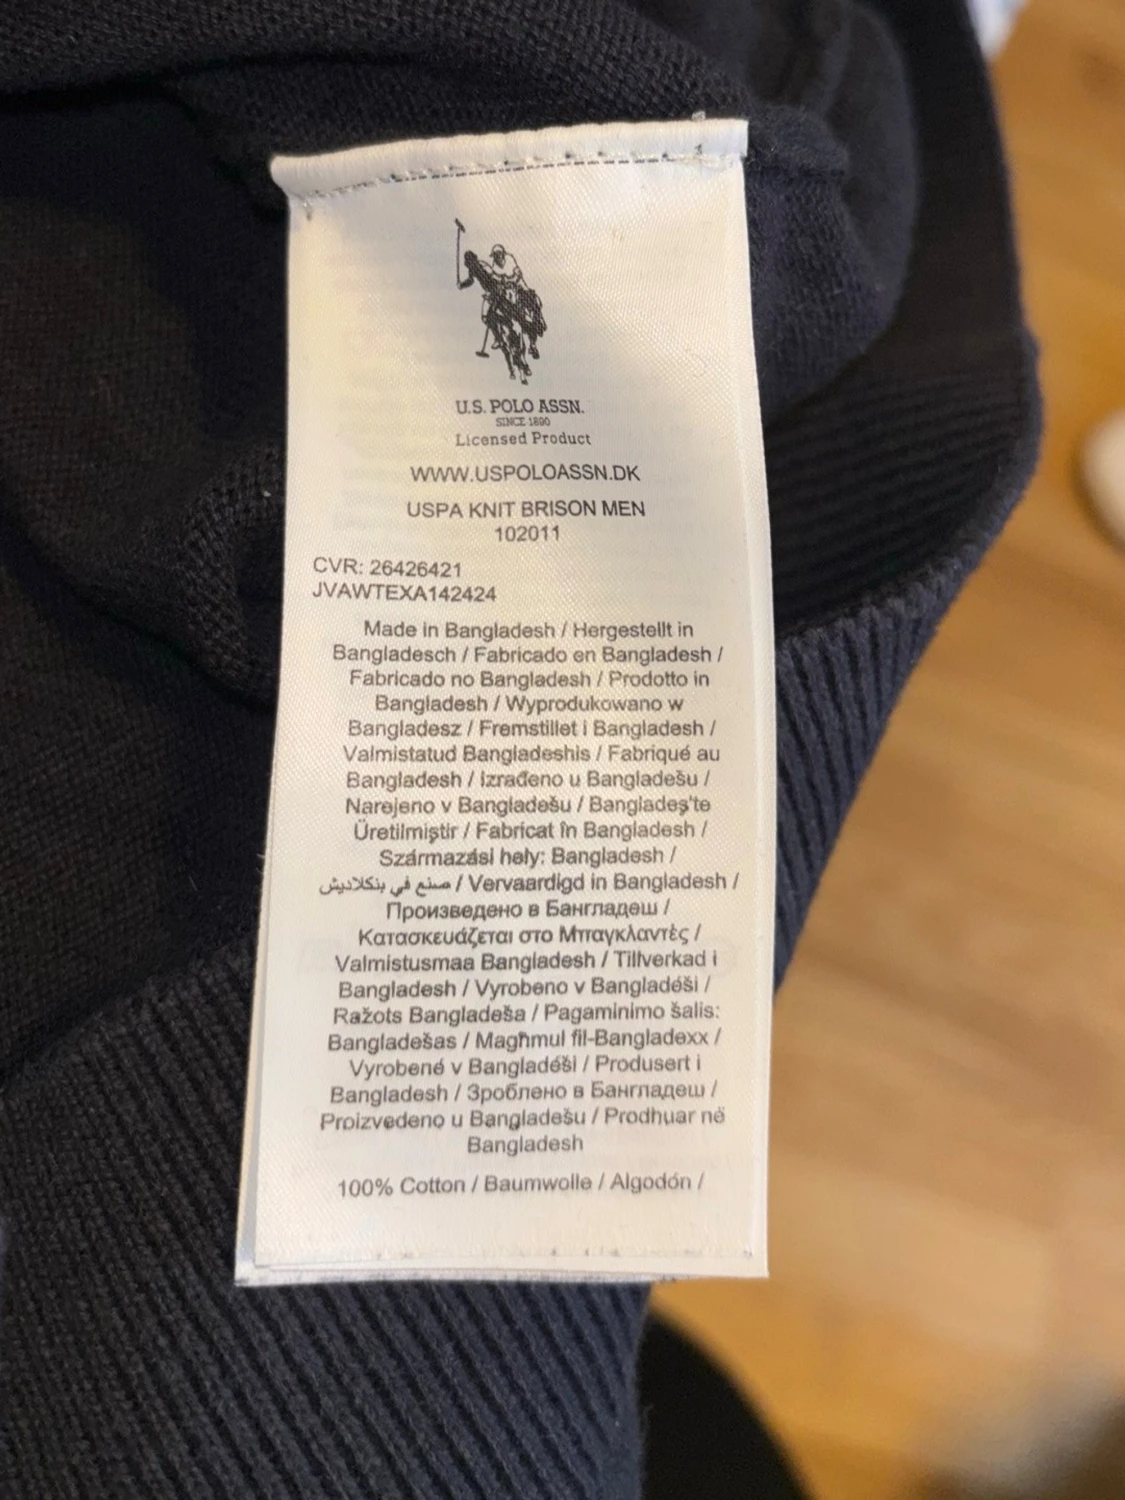 U.S. POLO ASSN.
SINCE 1890
Licensed Product
WWW.USPOLOASSN.DK
USPA KNIT BRISON MEN
102011
CVR: 26426421
JVAWTEXA142424
Made in Bangladesh / Hergestellt in
Bangladesch / Fabricado en Bangladesh /
Fabricado no Bangladesh / Prodotto in
Bangladesh / Wyprodukowano w
Bangladesz / Fremstillet i Bangladesh /
Valmistatud Bangladeshis / Fabriqué au
Bangladesh / Izrađeno u Bangladešu /
Narejeno v Bangladešu / Bangladeş'te
Üretilmiştir / Fabricat în Bangladesh /
Származási hely: Bangladesh /
صنع في بنكلاديش / Vervaardigd in Bangladesh /
Произведено в Бангладеш /
Κατασκευάζεται στο Μπαγκλαντές /
Valmistusmaa Bangladesh / Tillverkad i
Bangladesh / Vyrobeno v Bangladéši /
Ražots Bangladeša / Pagaminimo šalis:
Bangladešas / Magħmul fil-Bangladexx /
Vyrobené v Bangladéši / Produsert i
Bangladesh / Зроблено в Бангладеш /
Proizvedeno u Bangladešu / Prodhuar në
Bangladesh
100% Cotton / Baumwolle / Algodón /